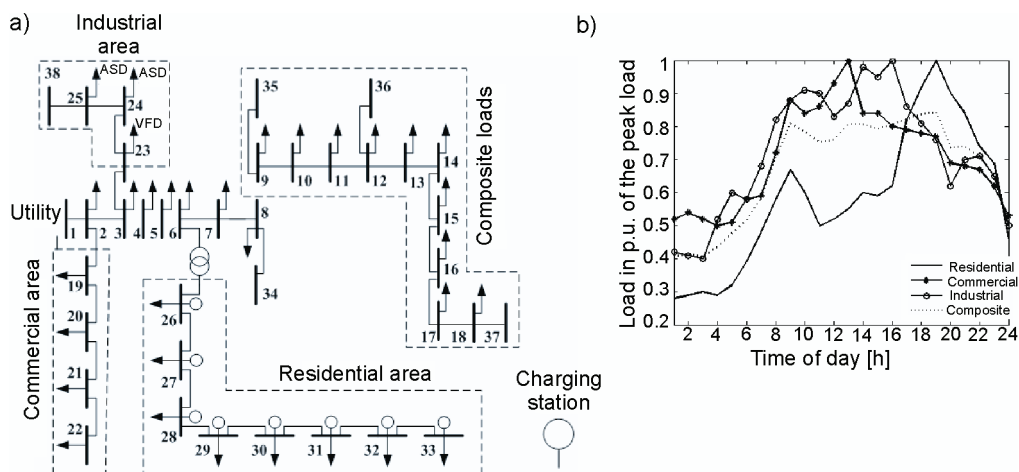 a)
Industrial
area
38
ASD
ASD
25
24
VFD
23
35
36
9
10
11
12
13
14
15
16
17
18
37
Composite loads
Utility
1
2
3
4
5
6
7
8
34
19
20
21
22
Commercial area
26
27
28
Residential area
29
30
31
32
33
Charging
station
b)
Load in p.u. of the peak load
1
0.9
0.8
0.7
0.6
0.5
0.4
0.3
0.2
Residential
Commercial
Industrial
Composite
2 4 6 8 10 12 14 16 18 20 22 24
Time of day [h]